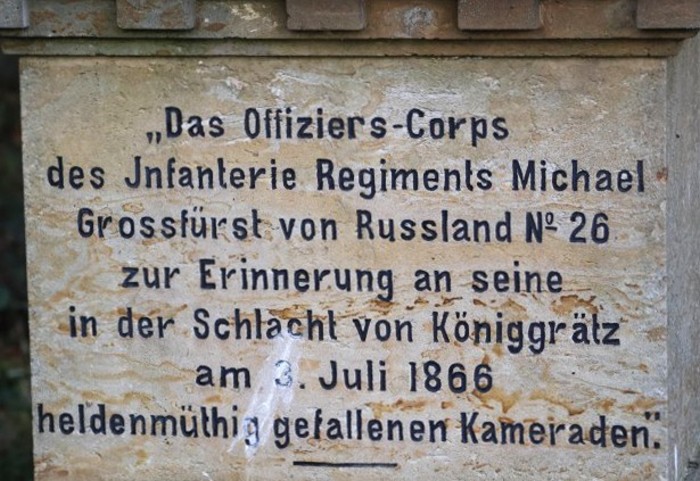 „Das Offiziers-Corps
des Jnfanterie Regiments Michael
Grossfürst von Russland Nº 26
zur Erinnerung an seine
in der Schlacht von Königgrätz
am 3. Juli 1866
heldenmüthig gefallenen Kameraden."